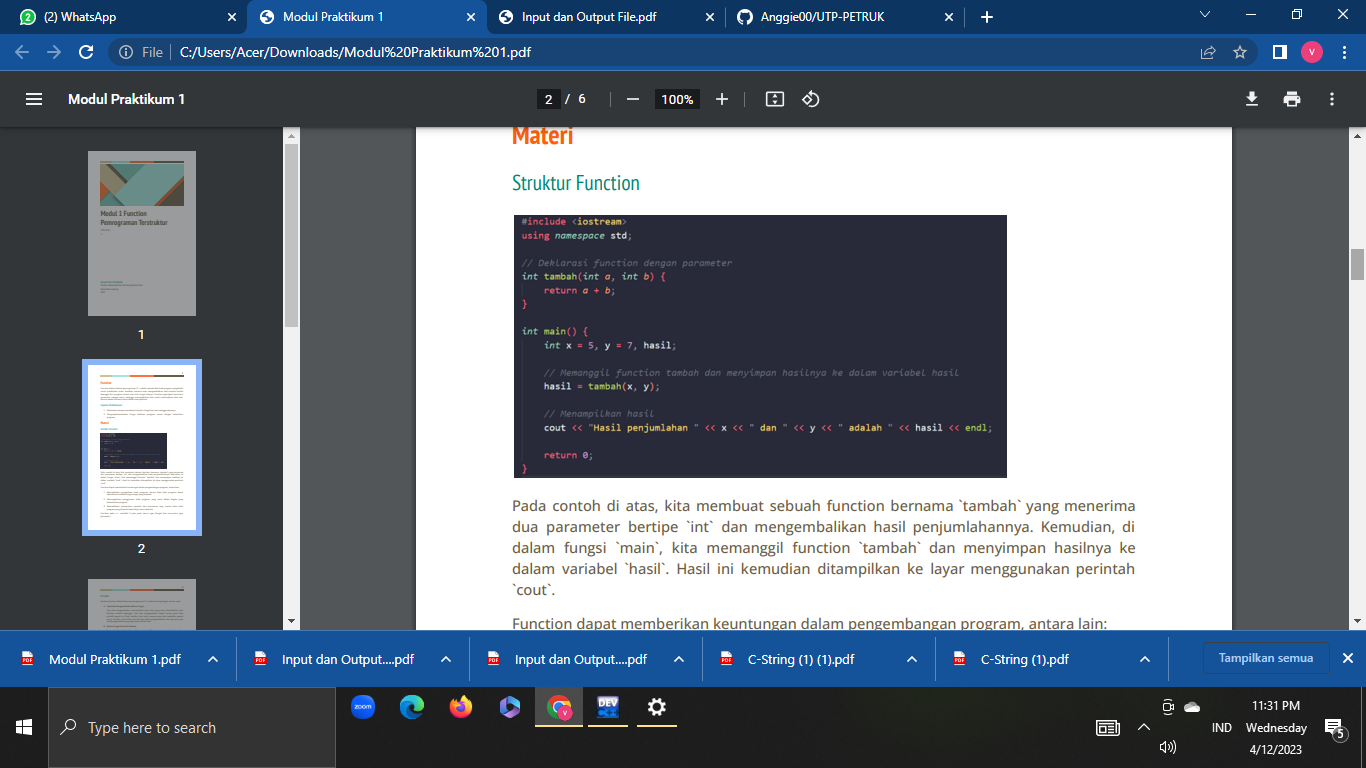 (2) WhatsApp
Modul Praktikum 1
Input dan Output File.pdf
Anggie00/UTP-PETRUK
File
C:/Users/Acer/Downloads/Modul%20Praktikum%201.pdf
V
Modul Praktikum 1
2 / 6
100%
Modul 1 Function
Pemrograman Terstruktur
1
2
Materi
Struktur Function
#include <iostream>
using namespace std;
// Deklarasi function dengan parameter
int tambah(int a, int b) {
return a + b;
}
int main() {
int x = 5, y = 7, hasil;
// Memanggil function tambah dan menyimpan hasilnya ke dalam variabel hasil
hasil = tambah(x, y);
// Menampilkan hasil
cout << "Hasil penjumlahan " << x << " dan " << y << " adalah " << hasil << endl;
return 0;
}
Pada contoh di atas, kita membuat sebuah function bernama `tambah` yang menerima
dua parameter bertipe `int` dan mengembalikan hasil penjumlahannya. Kemudian, di
dalam fungsi `main`, kita memanggil function `tambah` dan menyimpan hasilnya ke
dalam variabel `hasil`. Hasil ini kemudian ditampilkan ke layar menggunakan perintah
`cout`.
Function dapat memberikan keuntungan dalam pengembangan program, antara lain:
Modul Praktikum 1.pdf
Input dan Output....pdf
Input dan Output....pdf
C-String (1) (1).pdf
C-String (1).pdf
Tampilkan semua
Type here to search
zoom
DEV
C++
IND
11:31 PM
Wednesday
4/12/2023
5